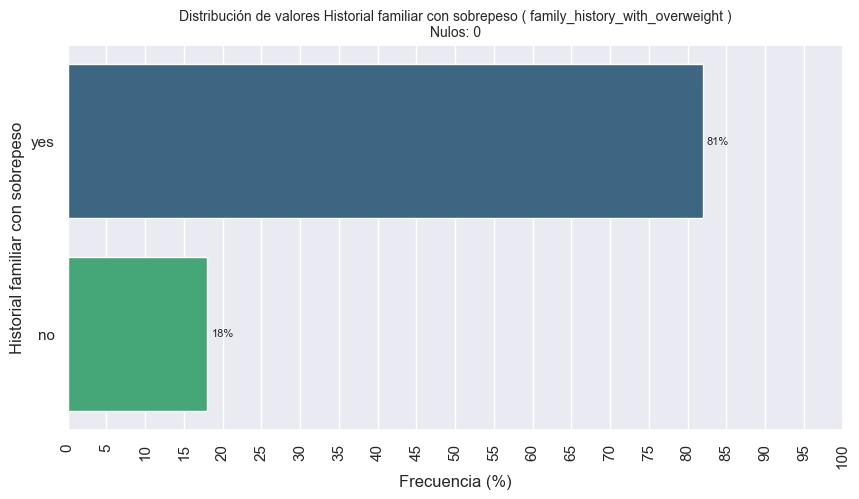 Distribución de valores Historial familiar con sobrepeso ( family_history_with_overweight )
Nulos: 0
Historial familiar con sobrepeso
yes
81%
no
18%
0 5 10 15 20 25 30 35 40 45 50 55 60 65 70 75 80 85 90 95 100
Frecuencia (%)